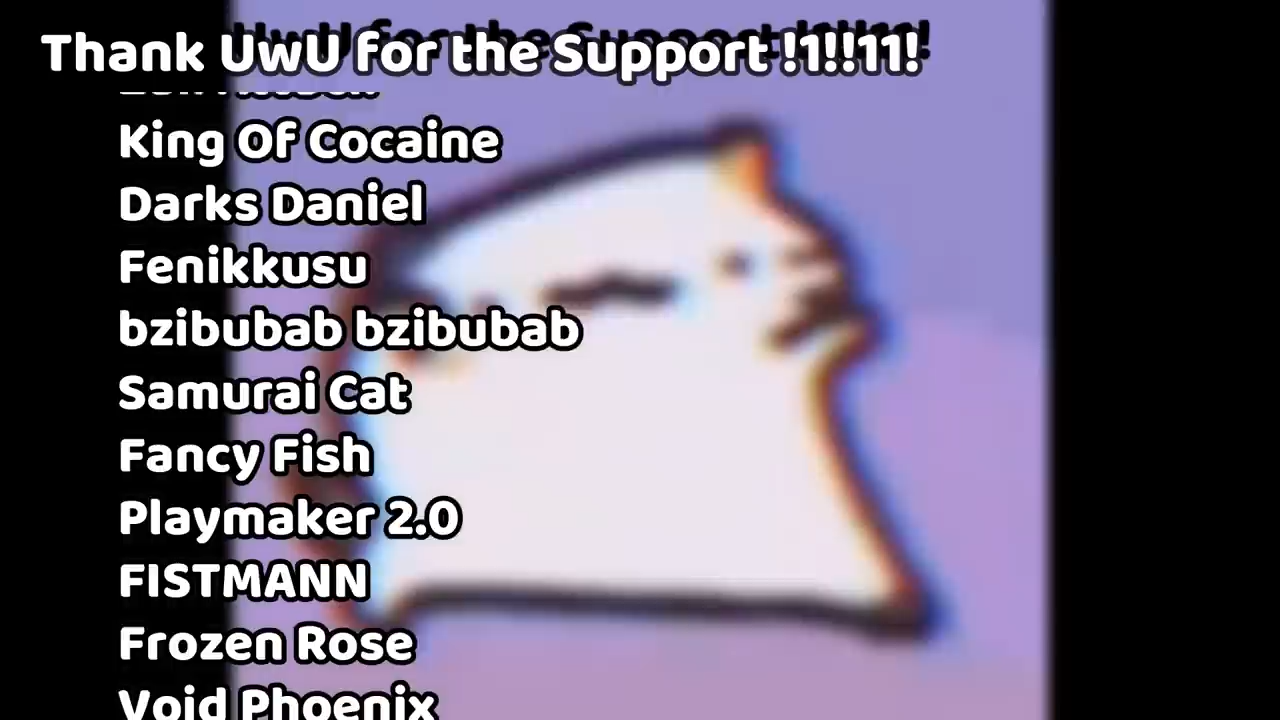 Thank UwU for the Support !1!!11!
King Of Cocaine
Darks Daniel
Fenikkusu
bzibubab bzibubab
Samurai Cat
Fancy Fish
Playmaker 2.0
FISTMANN
Frozen Rose
Void Phoenix